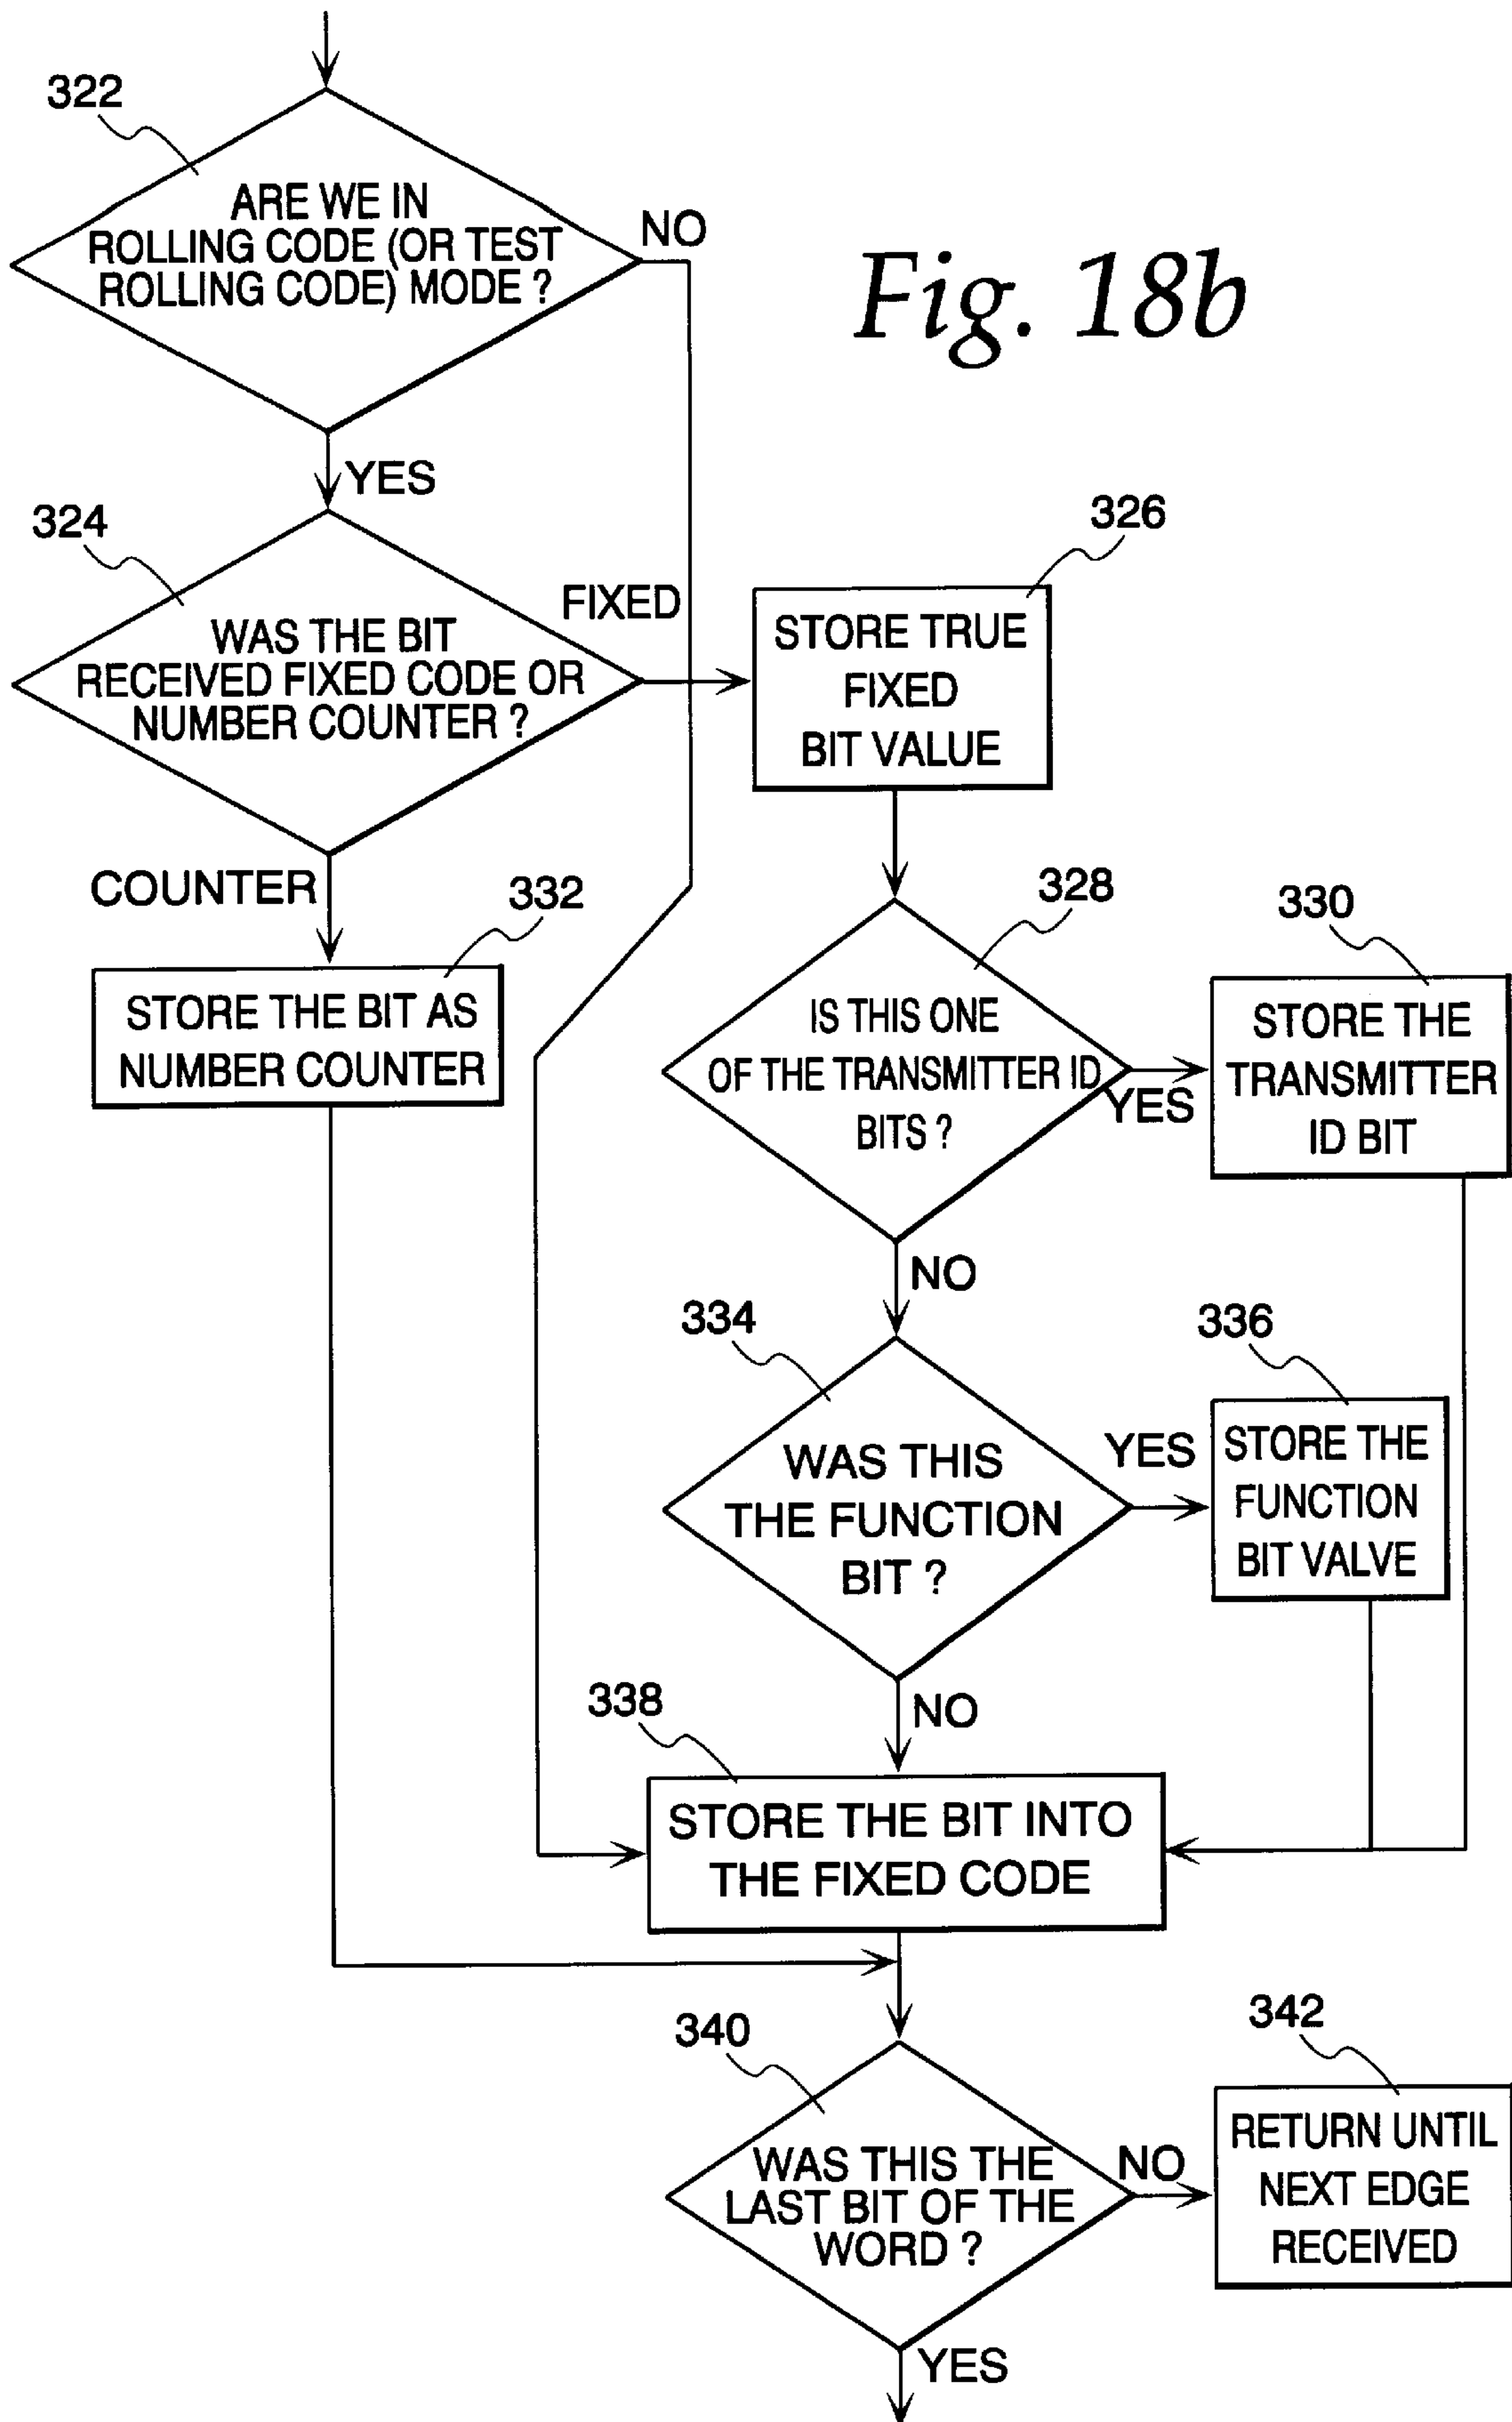 322
ARE WE IN
ROLLING CODE (OR TEST
ROLLING CODE) MODE ?
NO
Fig. 18b
YES
324
WAS THE BIT
RECEIVED FIXED CODE OR
NUMBER COUNTER ?
FIXED
326
STORE TRUE
FIXED
BIT VALUE
COUNTER
332
STORE THE BIT AS
NUMBER COUNTER
328
IS THIS ONE
OF THE TRANSMITTER ID
BITS ?
YES
330
STORE THE
TRANSMITTER
ID BIT
NO
334
WAS THIS
THE FUNCTION
BIT ?
YES
336
STORE THE
FUNCTION
BIT VALVE
NO
338
STORE THE BIT INTO
THE FIXED CODE
340
WAS THIS THE
LAST BIT OF THE
WORD ?
NO
342
RETURN UNTIL
NEXT EDGE
RECEIVED
YES